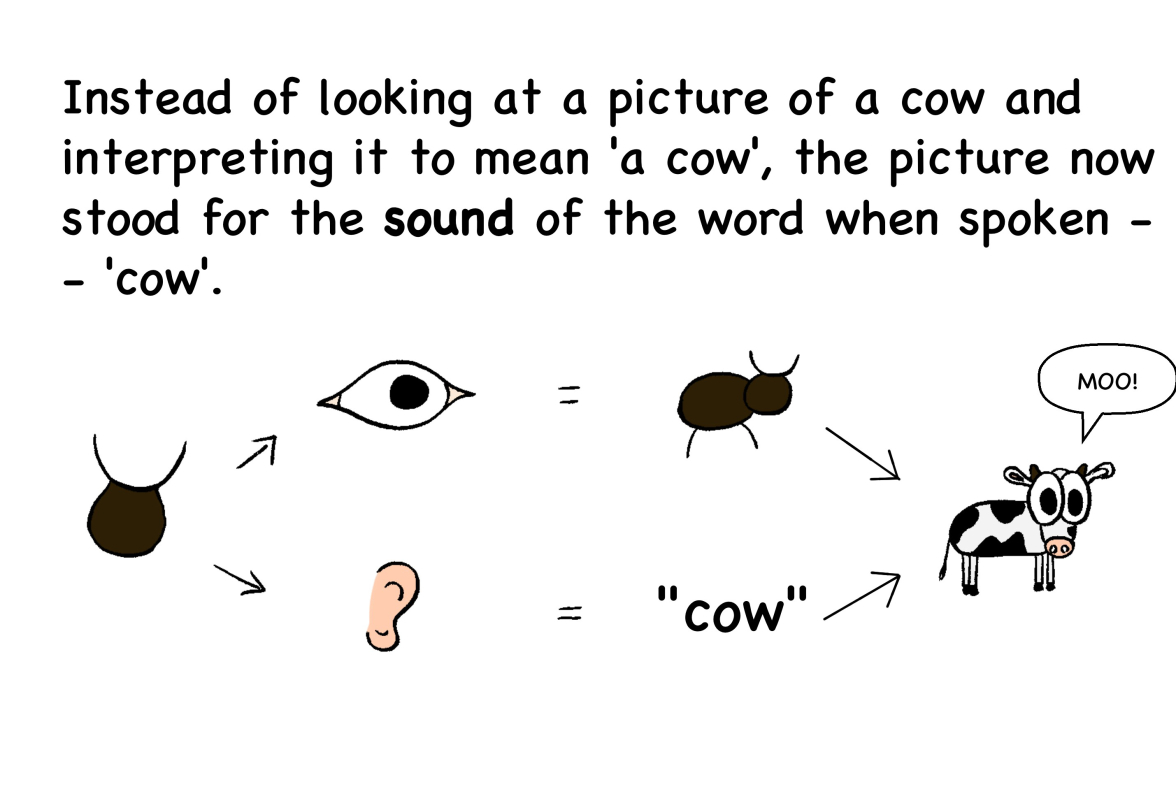 Instead of looking at a picture of a cow and
interpreting it to mean 'a cow', the picture now
stood for the sound of the word when spoken -
- 'cow'.
MOO!
"cow"